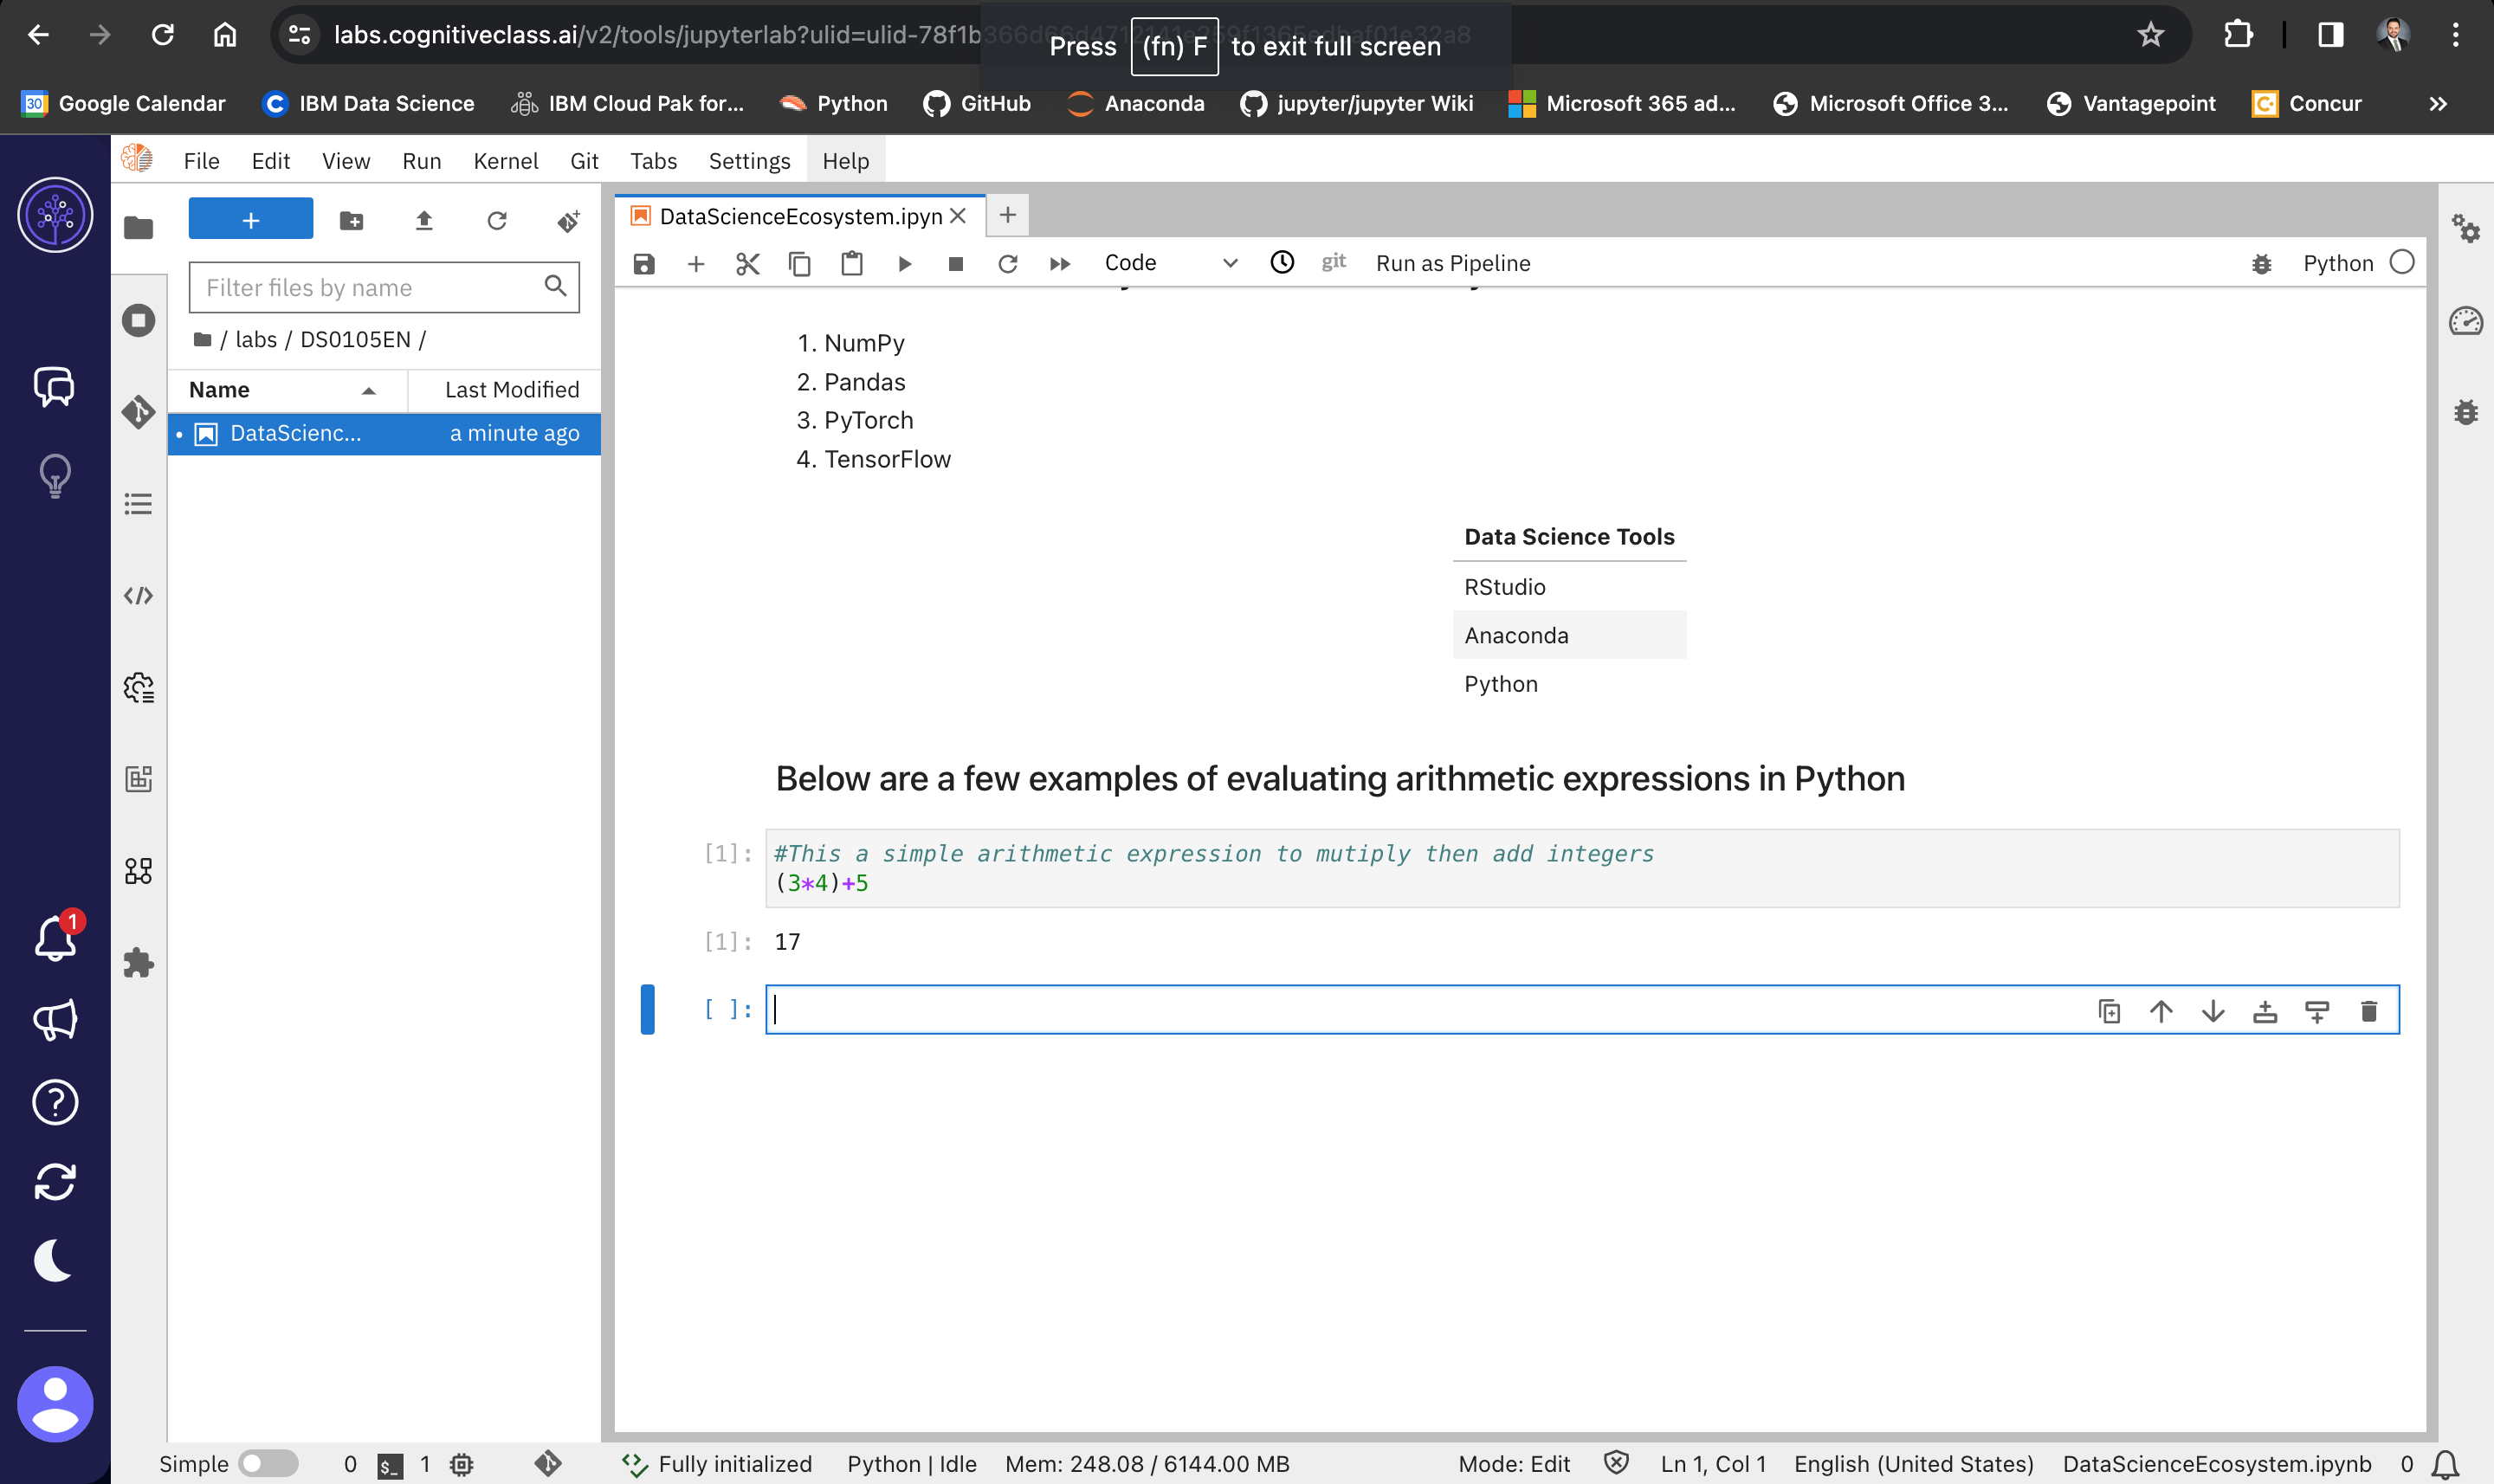 labs.cognitiveclass.ai/v2/tools/jupyterlab?ulid=ulid-78f1b
Press (fn) F to exit full screen
30 Google Calendar IBM Data Science IBM Cloud Pak for... Python GitHub Anaconda jupyter/jupyter Wiki Microsoft 365 ad... Microsoft Office 3... Vantagepoint Concur »
File Edit View Run Kernel Git Tabs Settings Help
DataScienceEcosystem.ipyn
Code git Run as Pipeline Python
Filter files by name
/ labs / DS0105EN /
Name Last Modified
DataScienc... a minute ago
1. NumPy
2. Pandas
3. PyTorch
4. TensorFlow
Data Science Tools
RStudio
Anaconda
Python
Below are a few examples of evaluating arithmetic expressions in Python
[1]: #This a simple arithmetic expression to mutiply then add integers
(3*4)+5
[1]: 17
[ ]:
1
Simple 0 $_ 1 Fully initialized Python | Idle Mem: 248.08 / 6144.00 MB Mode: Edit Ln 1, Col 1 English (United States) DataScienceEcosystem.ipynb 0